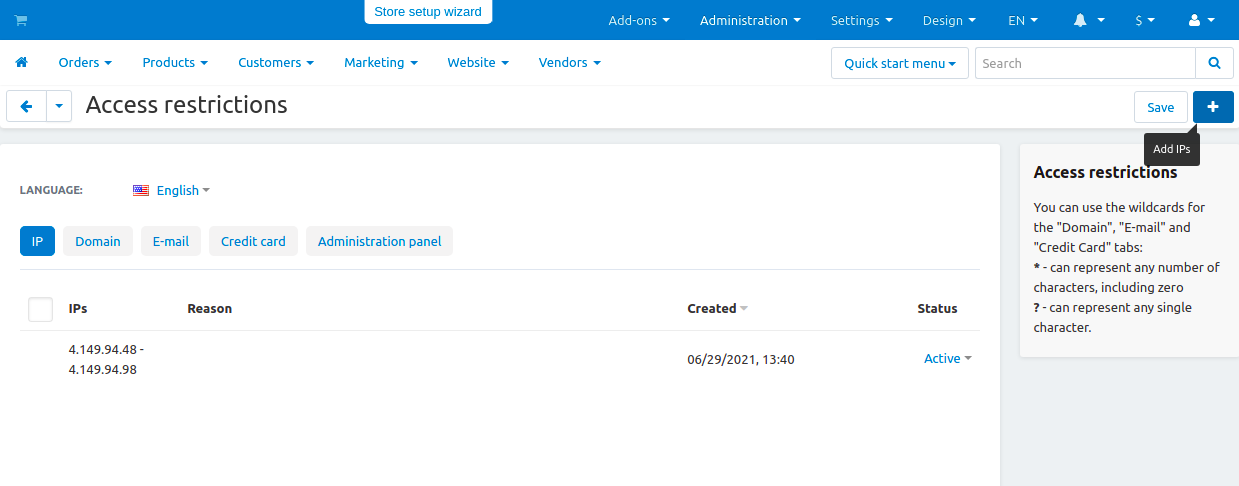 Store setup wizard
Add-ons Administration Settings Design EN $
Orders Products Customers Marketing Website Vendors Quick start menu Search
Access restrictions Save +
Add IPs
LANGUAGE: English
IP Domain E-mail Credit card Administration panel
IPs Reason Created Status
4.149.94.48 -
4.149.94.98
06/29/2021, 13:40 Active
Access restrictions
You can use the wildcards for
the "Domain", "E-mail" and
"Credit Card" tabs:
* - can represent any number of
characters, including zero
? - can represent any single
character.